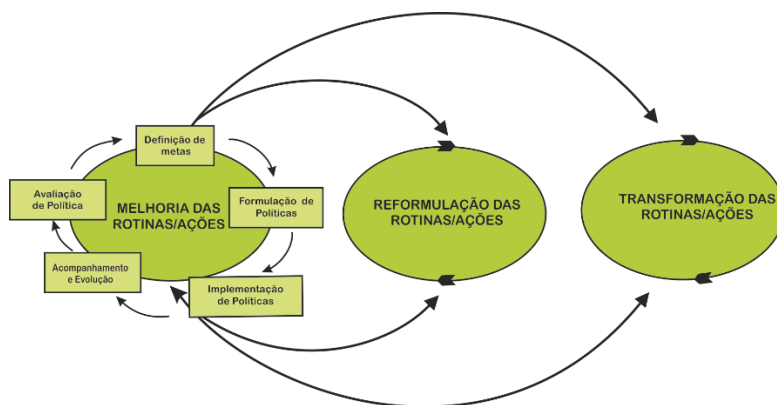 Definição de
metas
Avaliação
de Política
MELHORIA DAS
ROTINAS/AÇÕES
Formulação de
Políticas
Acompanhamento
e Evolução
Implementação
de Políticas
REFORMULAÇÃO DAS
ROTINAS/AÇÕES
TRANSFORMAÇÃO DAS
ROTINAS/AÇÕES